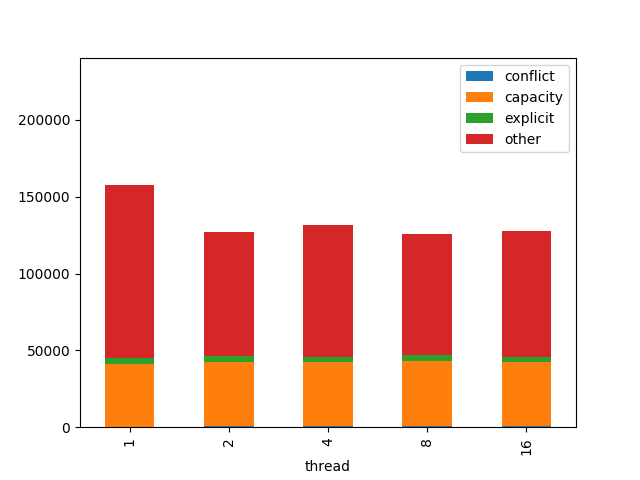 conflict
capacity
explicit
other
200000
150000
100000
50000
0
1
2
4
8
16
thread